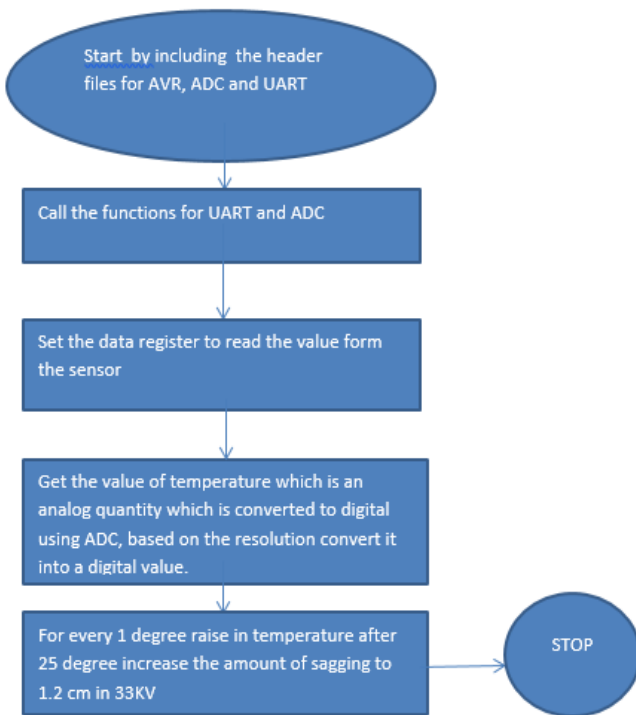 Start by including the header
files for AVR, ADC and UART
Call the functions for UART and ADC
Set the data register to read the value form
the sensor
Get the value of temperature which is an
analog quantity which is converted to digital
using ADC, based on the resolution convert it
into a digital value.
For every 1 degree raise in temperature after
25 degree increase the amount of sagging to
1.2 cm in 33KV
STOP